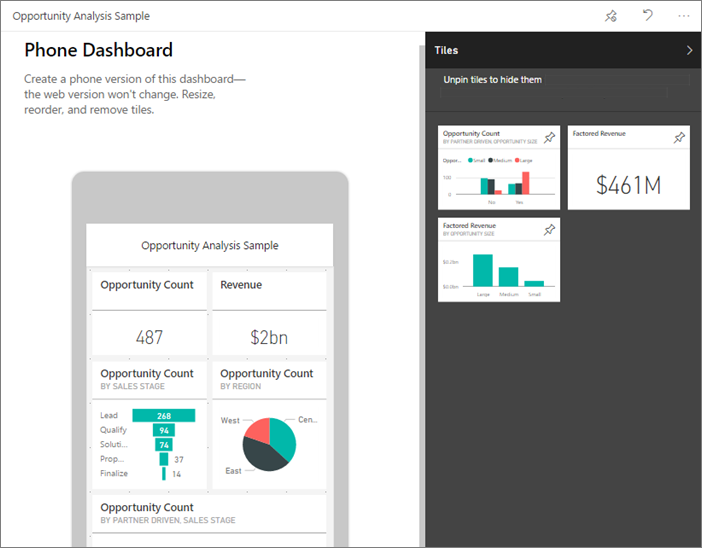 Opportunity Analysis Sample
Phone Dashboard
Create a phone version of this dashboard—
the web version won't change. Resize,
reorder, and remove tiles.
Opportunity Analysis Sample
Opportunity Count
Revenue
487
$2bn
Opportunity Count
BY SALES STAGE
Opportunity Count
BY REGION
Lead
268
Qualify
94
Soluti...
74
Prop...
37
Finalize
14
West
Cen...
East
Opportunity Count
BY PARTNER DRIVEN, SALES STAGE
Tiles
Unpin tiles to hide them
Opportunity Count
BY PARTNER DRIVEN, OPPORTUNITY SIZE
Oppor...
Small
Medium
Large
100
0
No
Yes
Factored Revenue
$461M
Factored Revenue
BY OPPORTUNITY SIZE
$0.2bn
$0.0bn
Large
Medium
Small